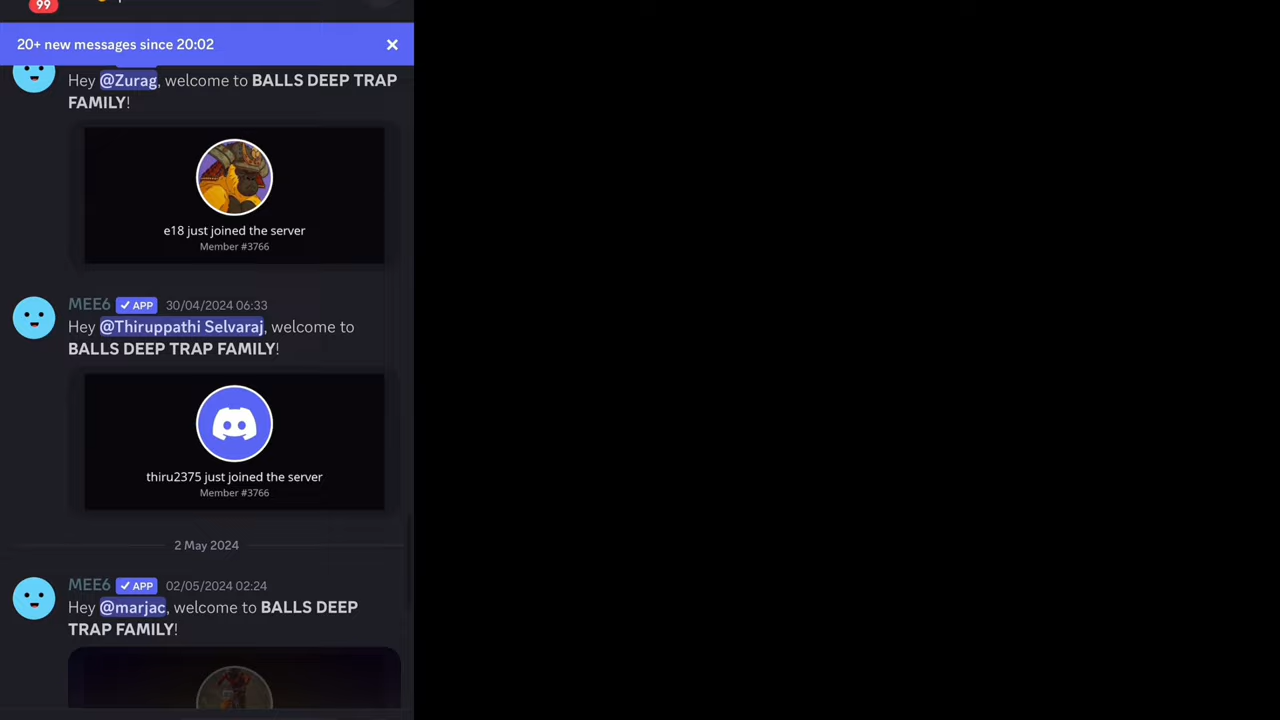 99
20+ new messages since 20:02
Hey @Zurag, welcome to BALLS DEEP TRAP
FAMILY!
e18 just joined the server
Member #3766
MEE6 ✓ APP 30/04/2024 06:33
Hey @Thiruppathi Selvaraj, welcome to
BALLS DEEP TRAP FAMILY!
thiru2375 just joined the server
Member #3766
2 May 2024
MEE6 ✓ APP 02/05/2024 02:24
Hey @marjac, welcome to BALLS DEEP
TRAP FAMILY!